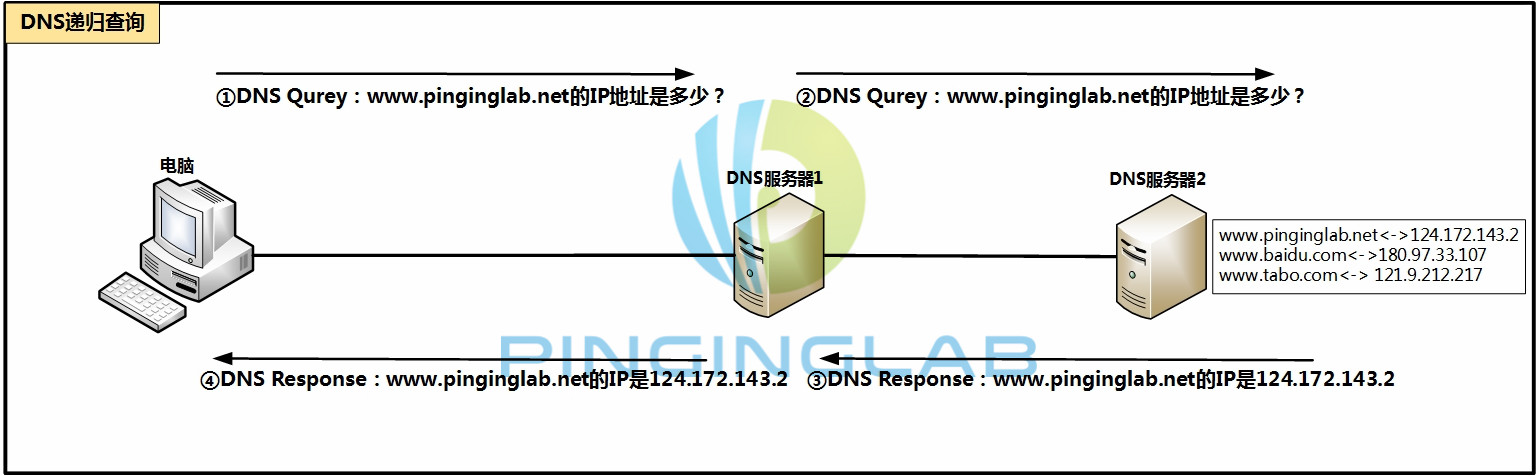 DNS递归查询
①DNS Qurey：www.pinginglab.net的IP地址是多少？
②DNS Qurey：www.pinginglab.net的IP地址是多少？
电脑
DNS服务器1
DNS服务器2
www.pinginglab.net<->124.172.143.2
www.baidu.com<->180.97.33.107
www.tabo.com<-> 121.9.212.217
PINGINGLAB
④DNS Response：www.pinginglab.net的IP是124.172.143.2
③DNS Response：www.pinginglab.net的IP是124.172.143.2